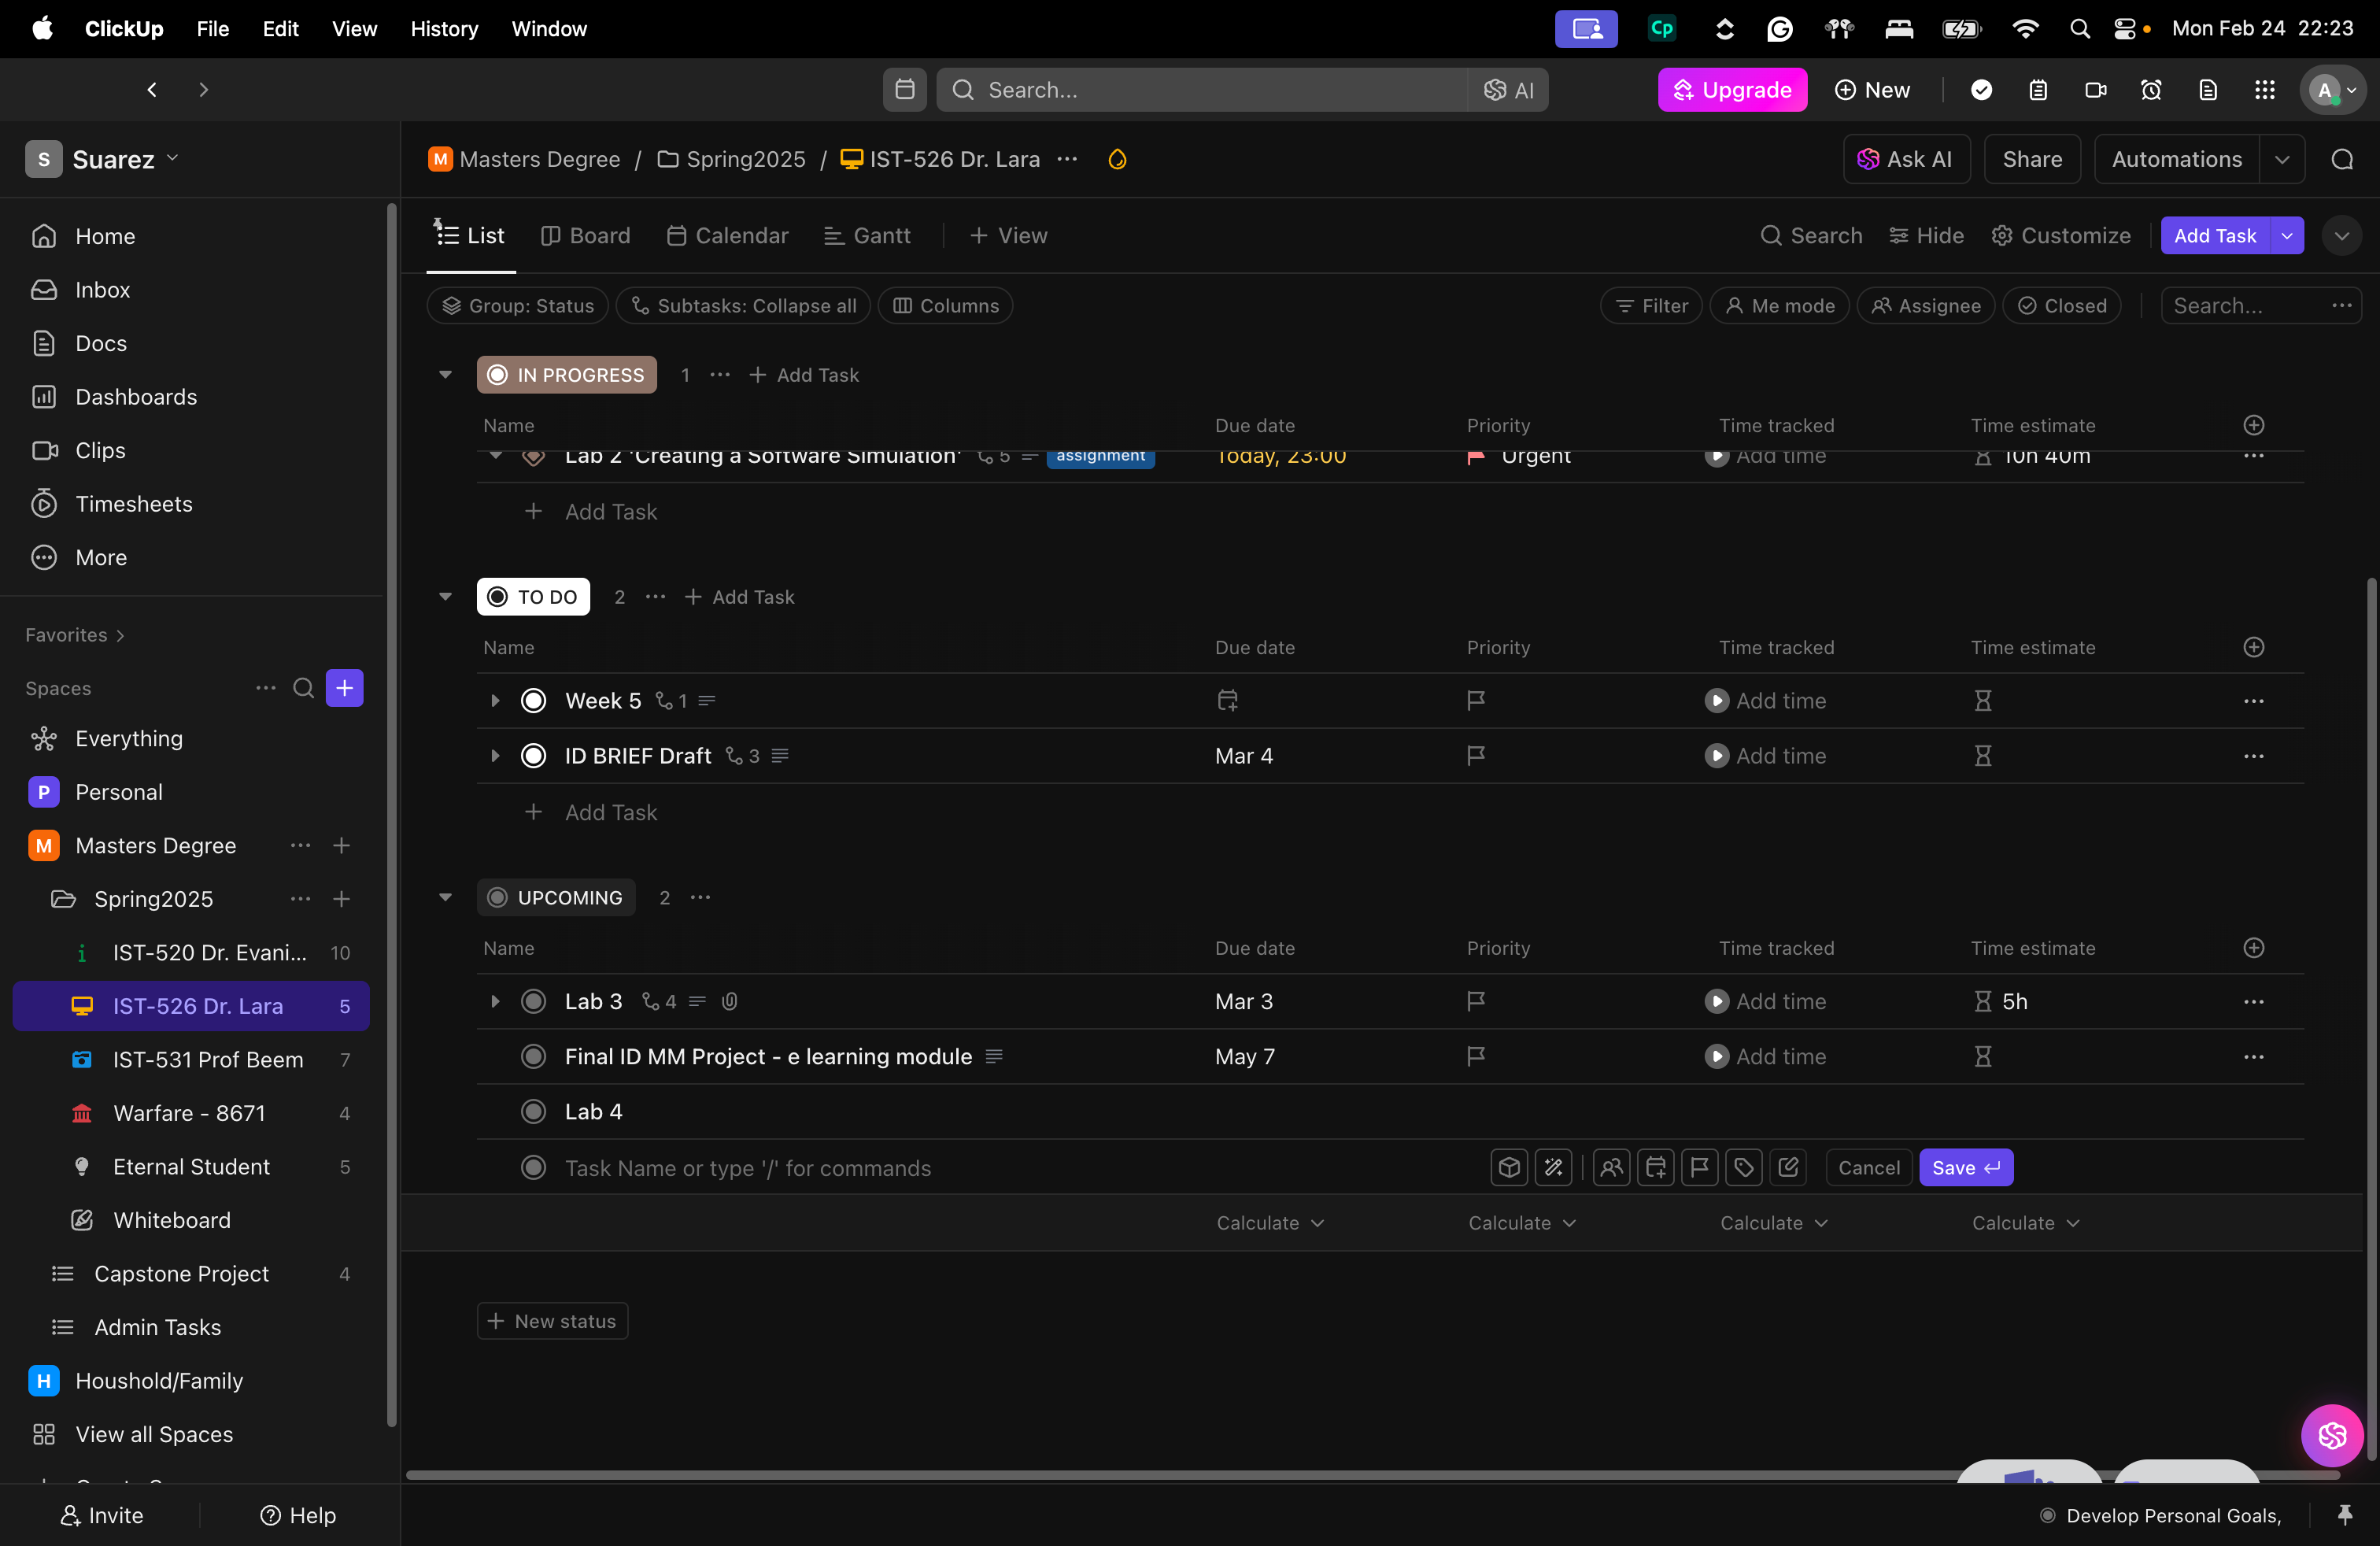 ClickUp File Edit View History Window Cp Mon Feb 24 22:23
Search... AI Upgrade New A
S Suarez
M Masters Degree / Spring2025 / IST-526 Dr. Lara Ask AI Share Automations
List Board Calendar Gantt View Search Hide Customize Add Task
Group: Status Subtasks: Collapse all Columns Filter Me mode Assignee Closed Search...
Home
Inbox
Docs
Dashboards
Clips
Timesheets
More
Favorites
Spaces
Everything
P Personal
M Masters Degree
Spring2025
IST-520 Dr. Evani... 10
IST-526 Dr. Lara 5
IST-531 Prof Beem 7
Warfare - 8671 4
Eternal Student 5
Whiteboard
Capstone Project 4
Admin Tasks
H Houshold/Family
View all Spaces
Invite Help
IN PROGRESS 1 Add Task
Name Due date Priority Time tracked Time estimate
Lab 2 'Creating a Software Simulation' 5 assignment Today, 23:00 Urgent Add time 10h 40m
Add Task
TO DO 2 Add Task
Name Due date Priority Time tracked Time estimate
Week 5 1 Add time
ID BRIEF Draft 3 Mar 4 Add time
Add Task
UPCOMING 2
Name Due date Priority Time tracked Time estimate
Lab 3 4 Mar 3 Add time 5h
Final ID MM Project - e learning module May 7 Add time
Lab 4
Task Name or type '/' for commands Cancel Save
Calculate Calculate Calculate Calculate
New status
Develop Personal Goals,